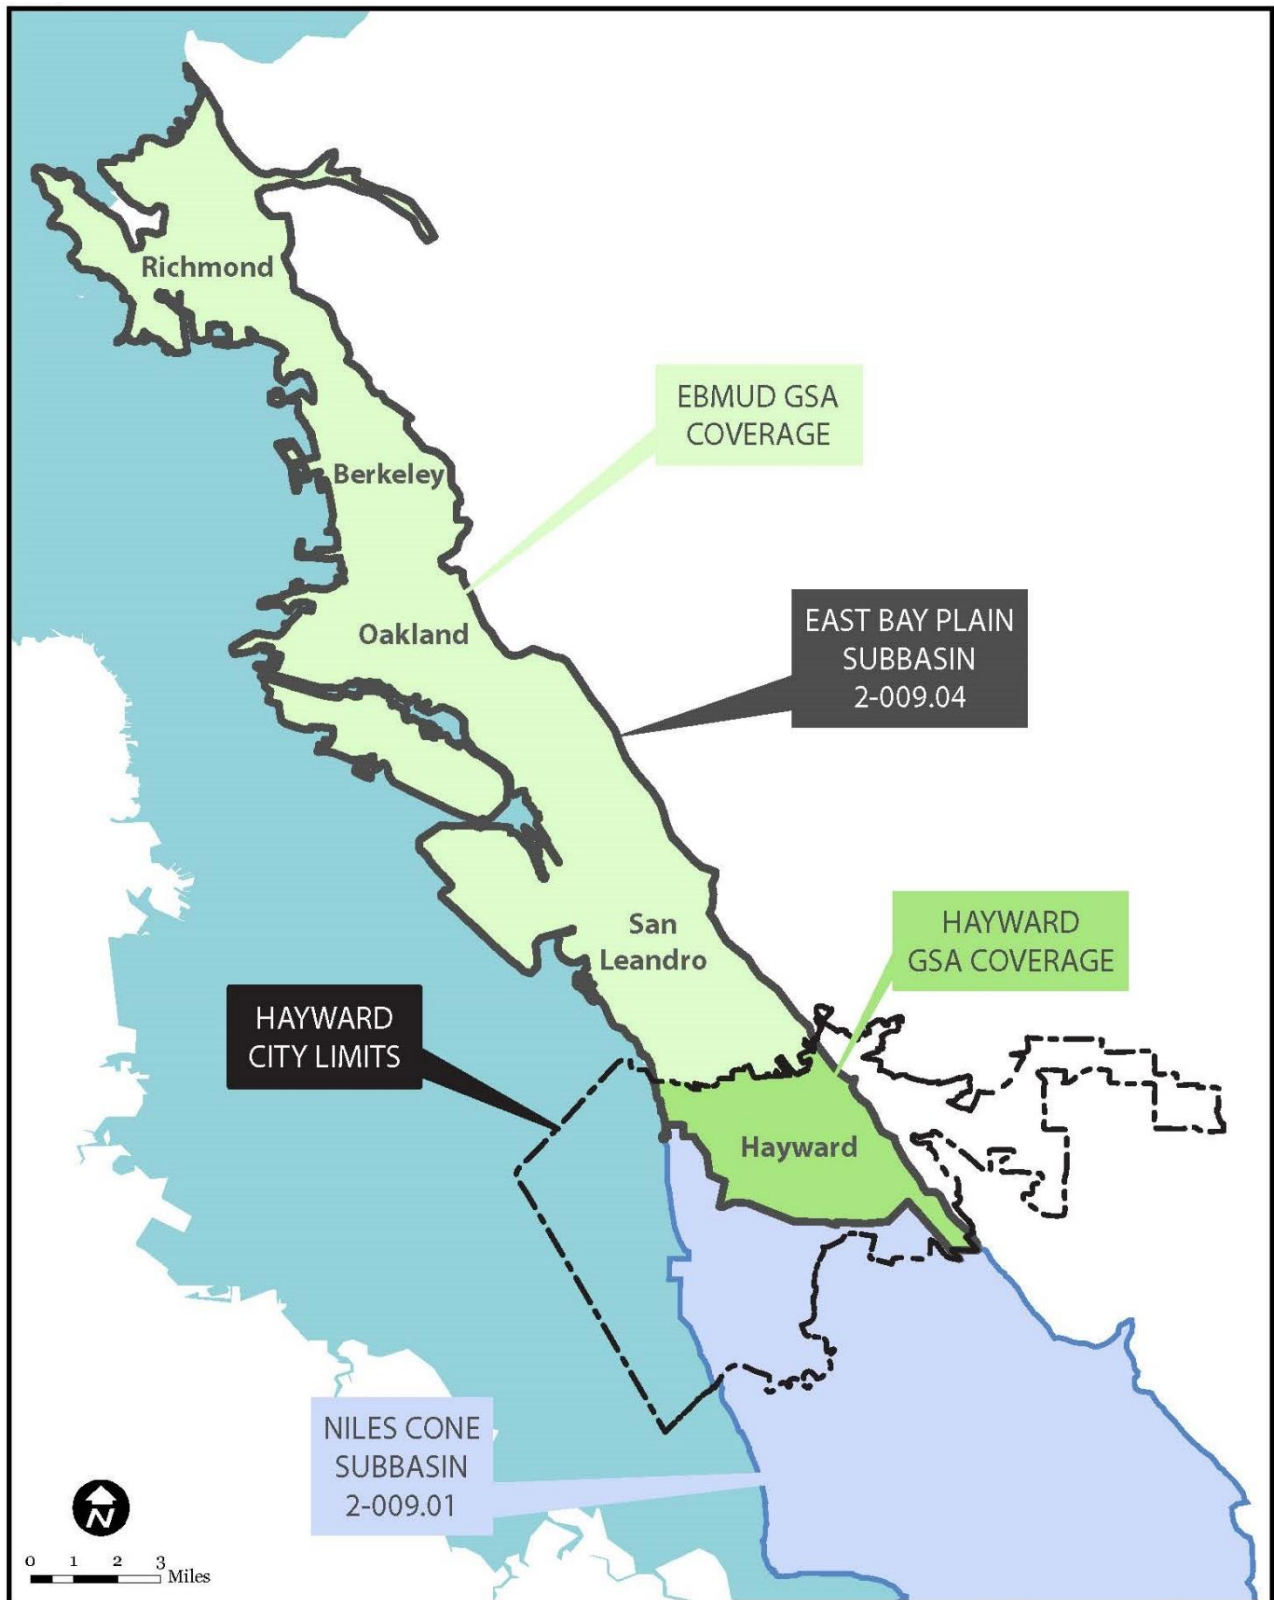 Richmond
EBMUD GSA
COVERAGE
Berkeley
EAST BAY PLAIN
SUBBASIN
2-009.04
Oakland
HAYWARD
GSA COVERAGE
San
Leandro
HAYWARD
CITY LIMITS
Hayward
NILES CONE
SUBBASIN
2-009.01
N
0 1 2 3
Miles